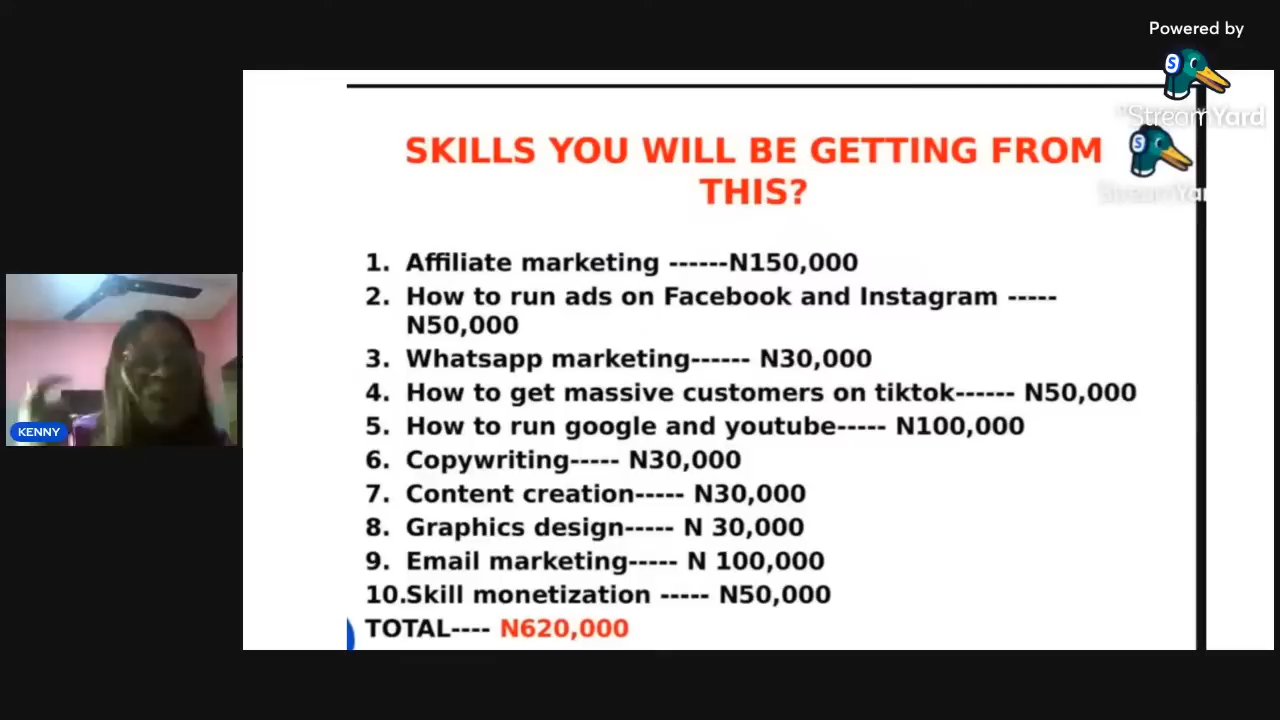 Powered by
StreamYard
StreamYar
SKILLS YOU WILL BE GETTING FROM
THIS?
1. Affiliate marketing ------N150,000
2. How to run ads on Facebook and Instagram -----
N50,000
3. Whatsapp marketing------ N30,000
4. How to get massive customers on tiktok------ N50,000
5. How to run google and youtube----- N100,000
6. Copywriting----- N30,000
7. Content creation----- N30,000
8. Graphics design----- N 30,000
9. Email marketing----- N 100,000
10.Skill monetization ----- N50,000
TOTAL---- N620,000
KENNY